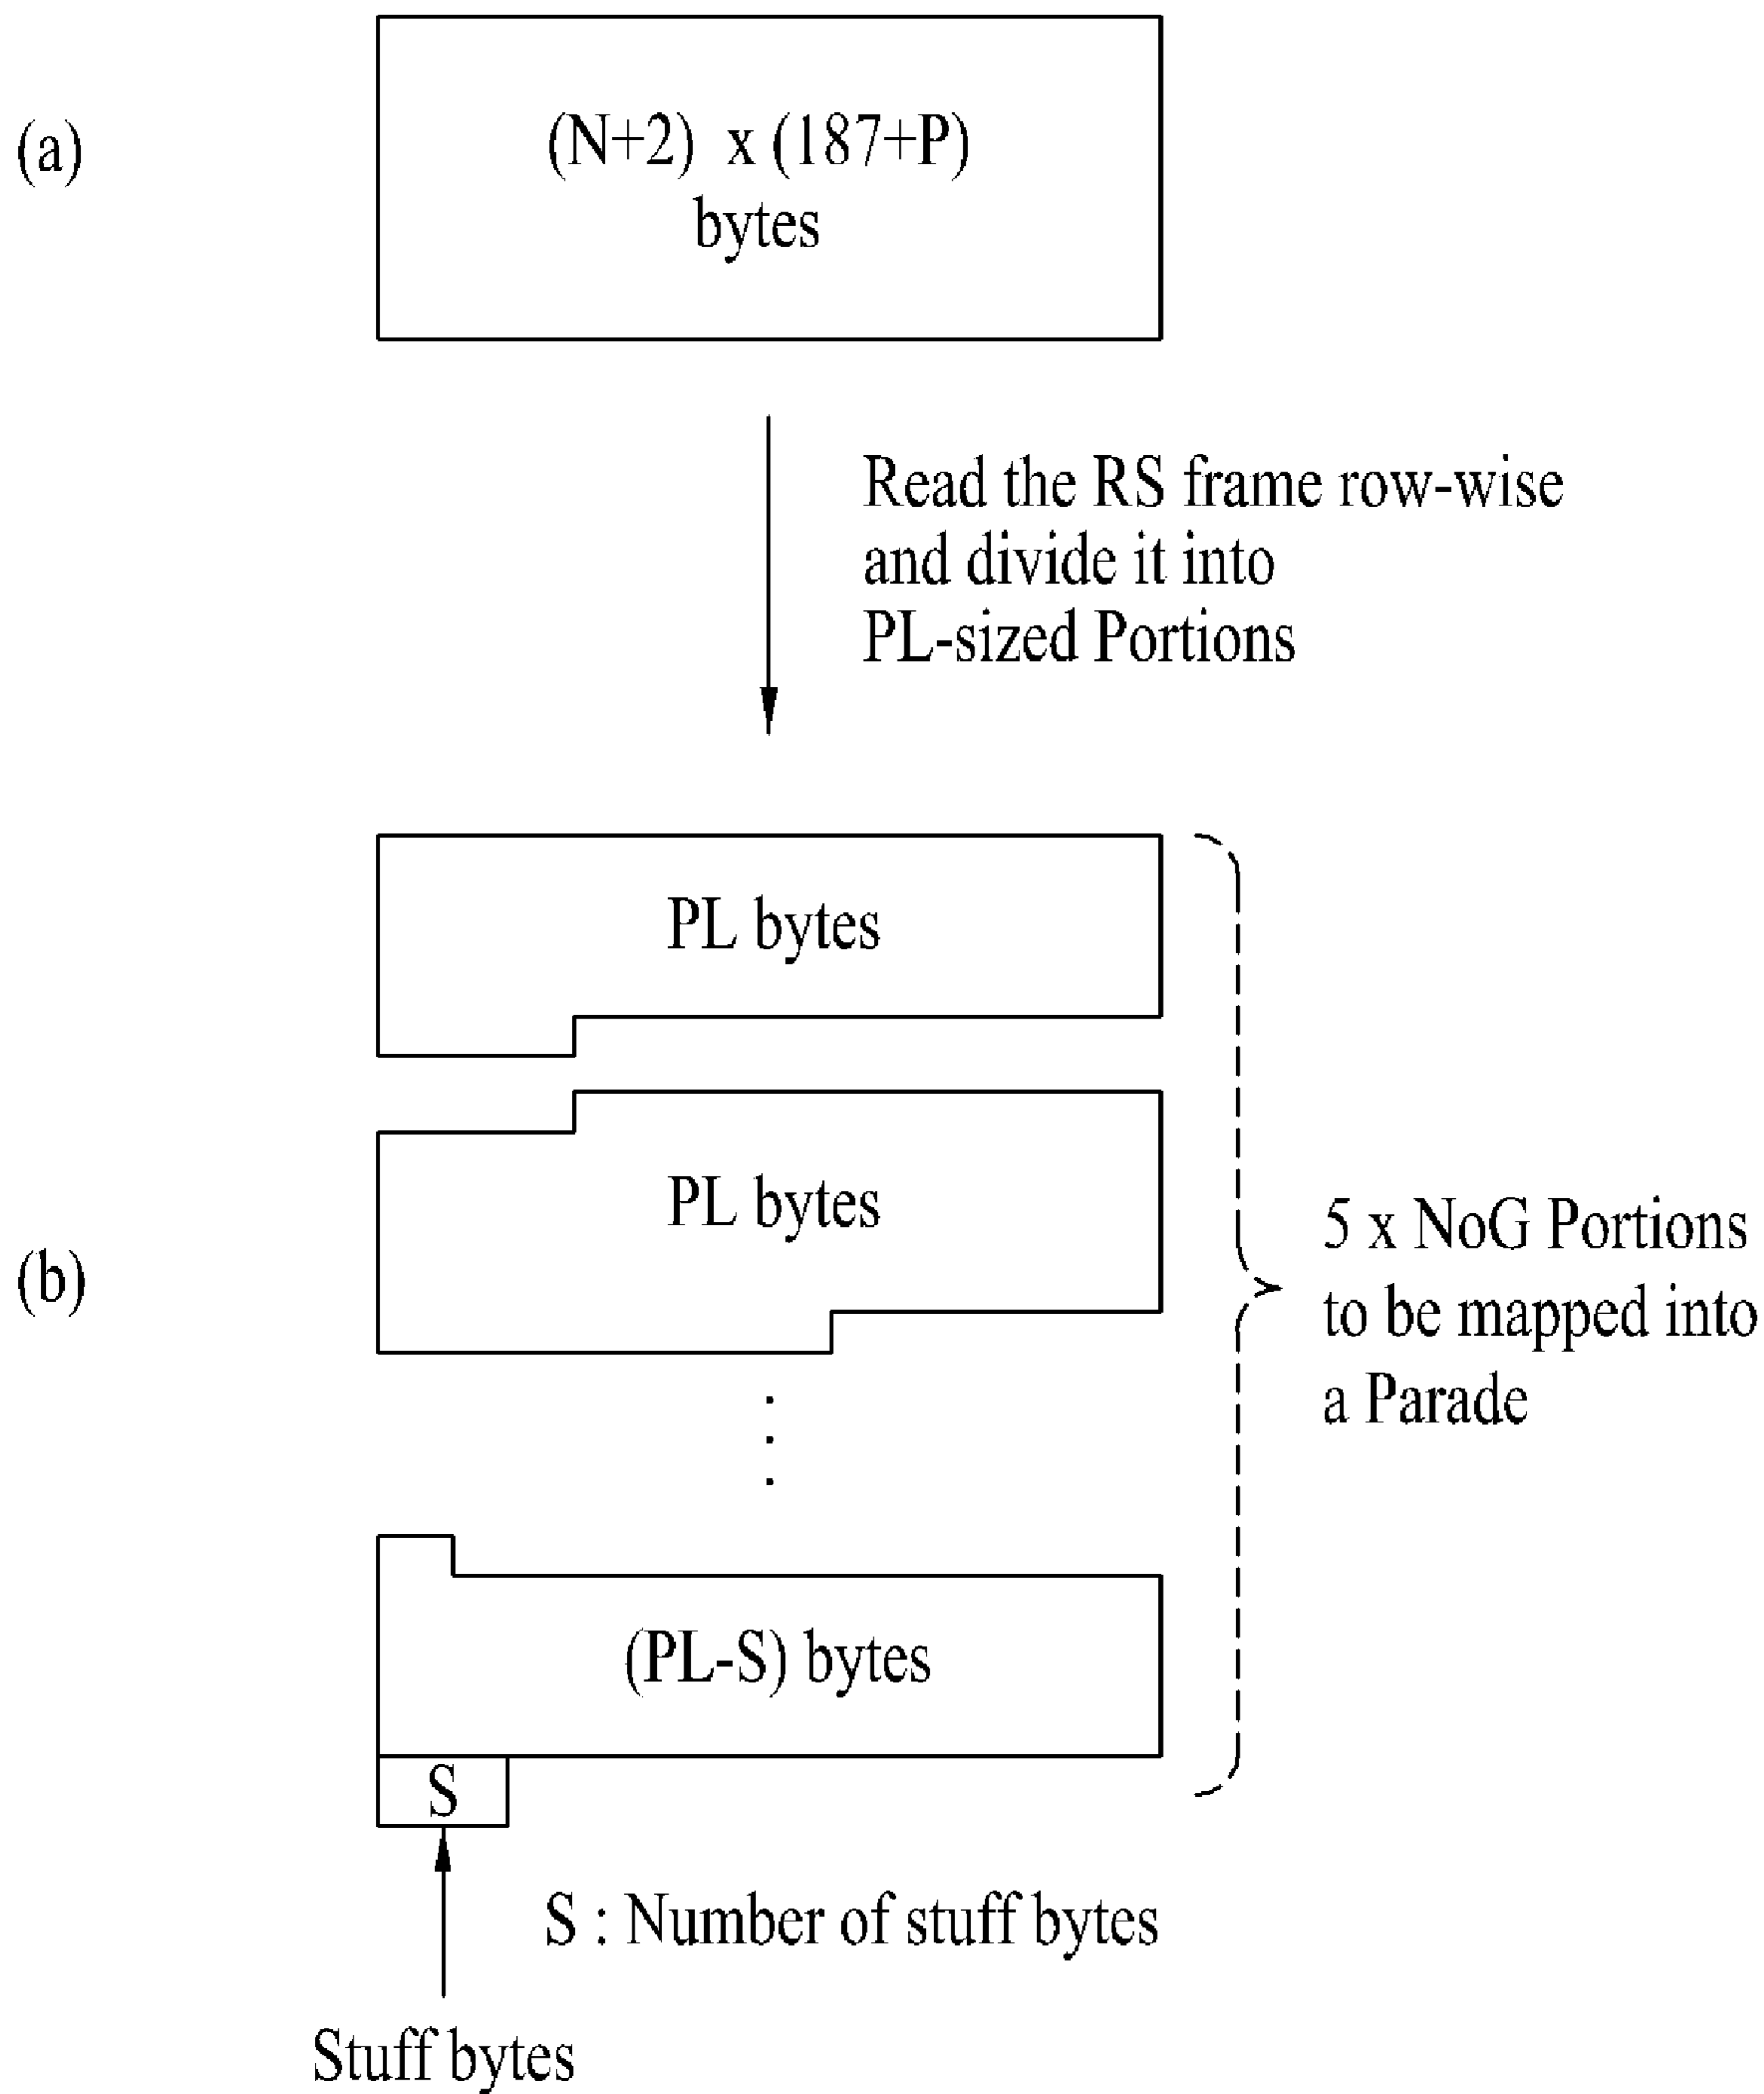 (a)
(N+2) x (187+P)
bytes
Read the RS frame row-wise
and divide it into
PL-sized Portions
PL bytes
PL bytes
(b)
5 x NoG Portions
to be mapped into
a Parade
(PL-S) bytes
S
S : Number of stuff bytes
Stuff bytes